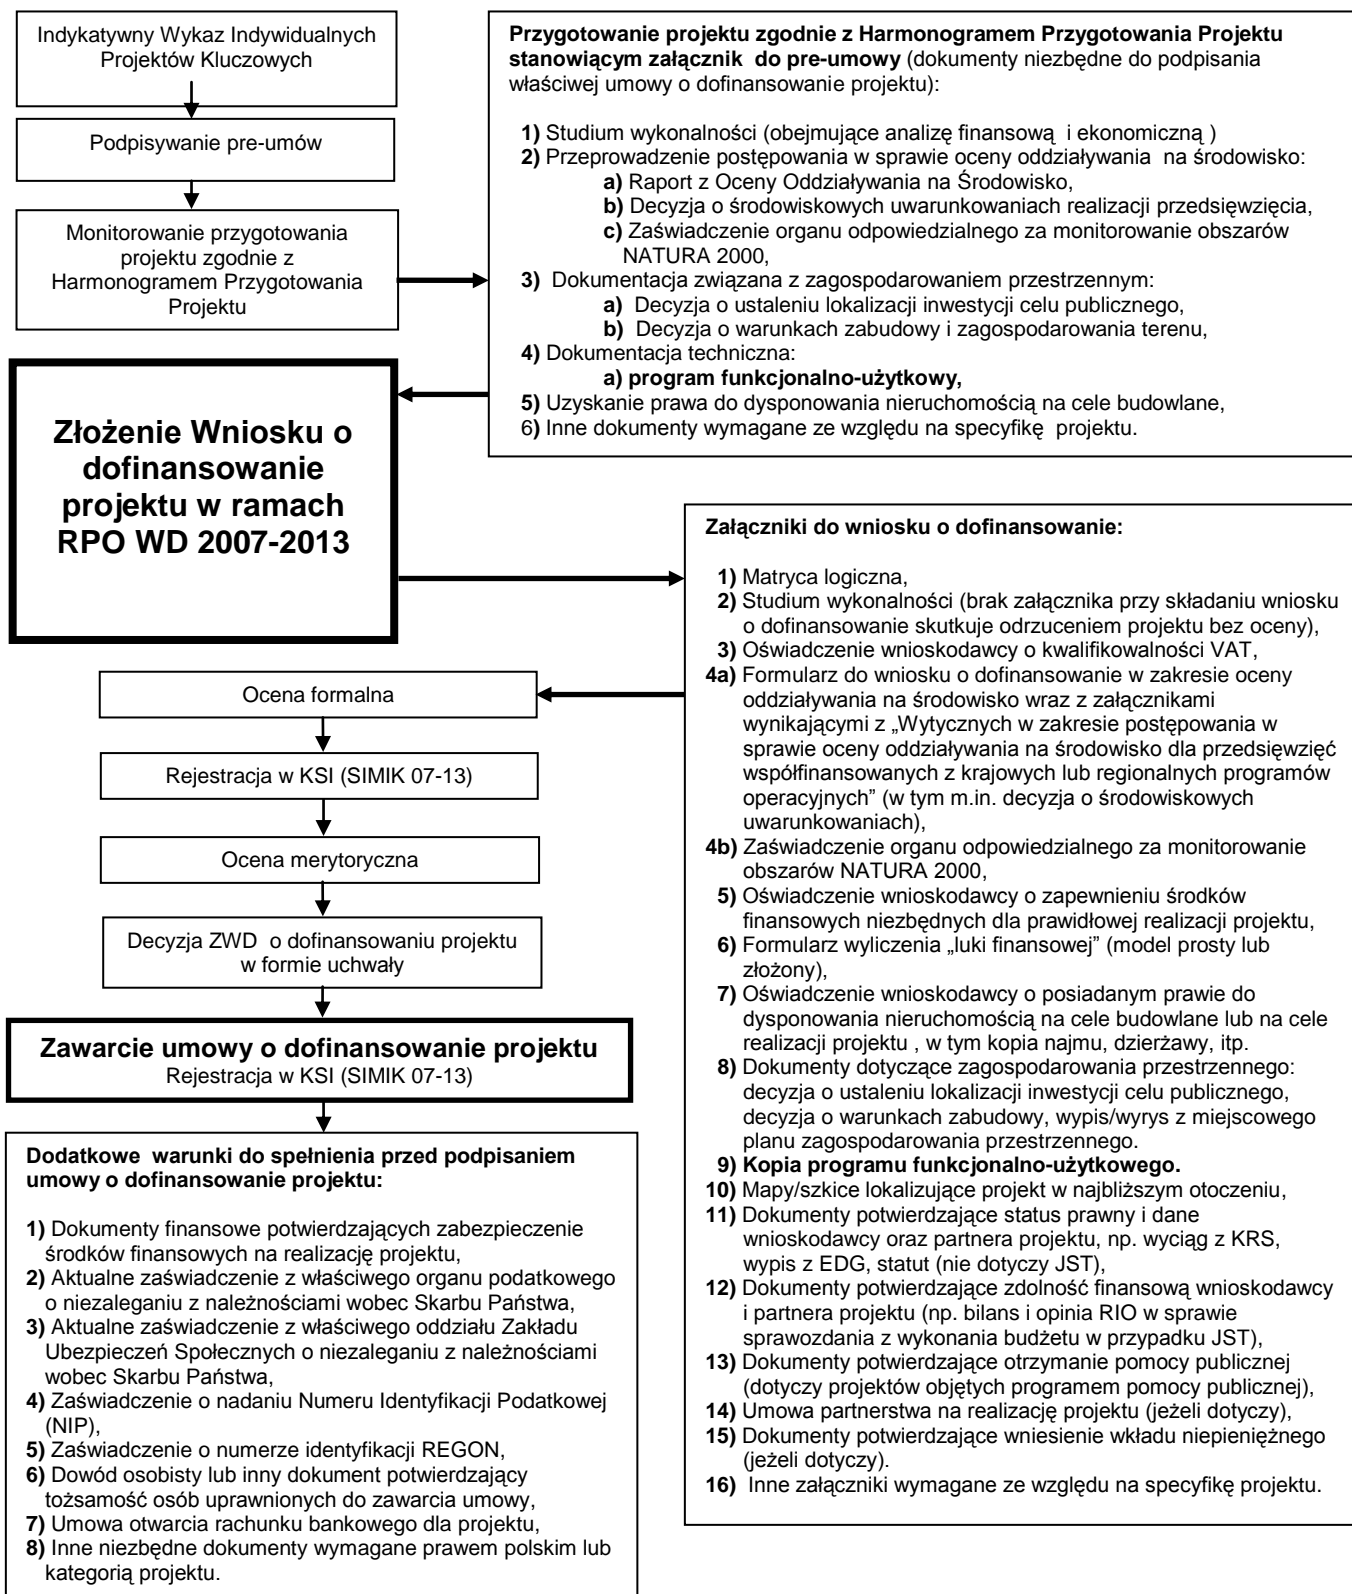 Indykatywny Wykaz Indywidualnych
Projektów Kluczowych
Podpisywanie pre-umów
Monitorowanie przygotowania
projektu zgodnie z
Harmonogramem Przygotowania
Projektu
Przygotowanie projektu zgodnie z Harmonogramem Przygotowania Projektu
stanowiącym załącznik do pre-umowy (dokumenty niezbędne do podpisania
właściwej umowy o dofinansowanie projektu):
1) Studium wykonalności (obejmujące analizę finansową i ekonomiczną )
2) Przeprowadzenie postępowania w sprawie oceny oddziaływania na środowisko:
a) Raport z Oceny Oddziaływania na Środowisko,
b) Decyzja o środowiskowych uwarunkowaniach realizacji przedsięwzięcia,
c) Zaświadczenie organu odpowiedzialnego za monitorowanie obszarów
NATURA 2000,
3) Dokumentacja związana z zagospodarowaniem przestrzennym:
a) Decyzja o ustaleniu lokalizacji inwestycji celu publicznego,
b) Decyzja o warunkach zabudowy i zagospodarowania terenu,
4) Dokumentacja techniczna:
a) program funkcjonalno-użytkowy,
5) Uzyskanie prawa do dysponowania nieruchomością na cele budowlane,
6) Inne dokumenty wymagane ze względu na specyfikę projektu.
Złożenie Wniosku o
dofinansowanie
projektu w ramach
RPO WD 2007-2013
Załączniki do wniosku o dofinansowanie:
1) Matryca logiczna,
2) Studium wykonalności (brak załącznika przy składaniu wniosku
o dofinansowanie skutkuje odrzuceniem projektu bez oceny),
3) Oświadczenie wnioskodawcy o kwalifikowalności VAT,
4a) Formularz do wniosku o dofinansowanie w zakresie oceny
oddziaływania na środowisko wraz z załącznikami
wynikającymi z „Wytycznych w zakresie postępowania w
sprawie oceny oddziaływania na środowisko dla przedsięwzięć
współfinansowanych z krajowych lub regionalnych programów
operacyjnych” (w tym m.in. decyzja o środowiskowych
uwarunkowaniach),
4b) Zaświadczenie organu odpowiedzialnego za monitorowanie
obszarów NATURA 2000,
5) Oświadczenie wnioskodawcy o zapewnieniu środków
finansowych niezbędnych dla prawidłowej realizacji projektu,
6) Formularz wyliczenia „luki finansowej” (model prosty lub
złożony),
7) Oświadczenie wnioskodawcy o posiadanym prawie do
dysponowania nieruchomością na cele budowlane lub na cele
realizacji projektu , w tym kopia najmu, dzierżawy, itp.
8) Dokumenty dotyczące zagospodarowania przestrzennego:
decyzja o ustaleniu lokalizacji inwestycji celu publicznego,
decyzja o warunkach zabudowy, wypis/wyrys z miejscowego
planu zagospodarowania przestrzennego.
9) Kopia programu funkcjonalno-użytkowego.
10) Mapy/szkice lokalizujące projekt w najbliższym otoczeniu,
11) Dokumenty potwierdzające status prawny i dane
wnioskodawcy oraz partnera projektu, np. wyciąg z KRS,
wypis z EDG, statut (nie dotyczy JST),
12) Dokumenty potwierdzające zdolność finansową wnioskodawcy
i partnera projektu (np. bilans i opinia RIO w sprawie
sprawozdania z wykonania budżetu w przypadku JST),
13) Dokumenty potwierdzające otrzymanie pomocy publicznej
(dotyczy projektów objętych programem pomocy publicznej),
14) Umowa partnerstwa na realizację projektu (jeżeli dotyczy),
15) Dokumenty potwierdzające wniesienie wkładu niepieniężnego
(jeżeli dotyczy).
16) Inne załączniki wymagane ze względu na specyfikę projektu.
Ocena formalna
Rejestracja w KSI (SIMIK 07-13)
Ocena merytoryczna
Decyzja ZWD o dofinansowaniu projektu
w formie uchwały
Zawarcie umowy o dofinansowanie projektu
Rejestracja w KSI (SIMIK 07-13)
Dodatkowe warunki do spełnienia przed podpisaniem
umowy o dofinansowanie projektu:
1) Dokumenty finansowe potwierdzających zabezpieczenie
środków finansowych na realizację projektu,
2) Aktualne zaświadczenie z właściwego organu podatkowego
o niezaleganiu z należnościami wobec Skarbu Państwa,
3) Aktualne zaświadczenie z właściwego oddziału Zakładu
Ubezpieczeń Społecznych o niezaleganiu z należnościami
wobec Skarbu Państwa,
4) Zaświadczenie o nadaniu Numeru Identyfikacji Podatkowej
(NIP),
5) Zaświadczenie o numerze identyfikacji REGON,
6) Dowód osobisty lub inny dokument potwierdzający
tożsamość osób uprawnionych do zawarcia umowy,
7) Umowa otwarcia rachunku bankowego dla projektu,
8) Inne niezbędne dokumenty wymagane prawem polskim lub
kategorią projektu.